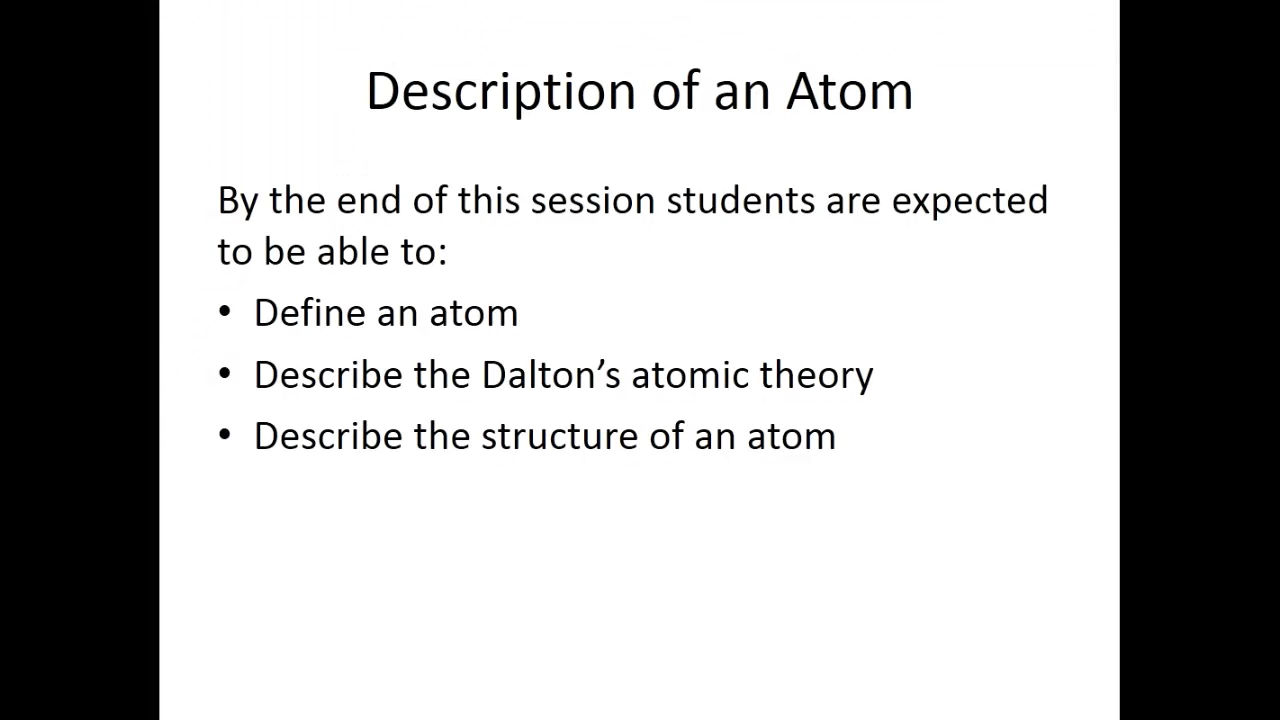 Description of an Atom
By the end of this session students are expected
to be able to:
• Define an atom
• Describe the Dalton’s atomic theory
• Describe the structure of an atom